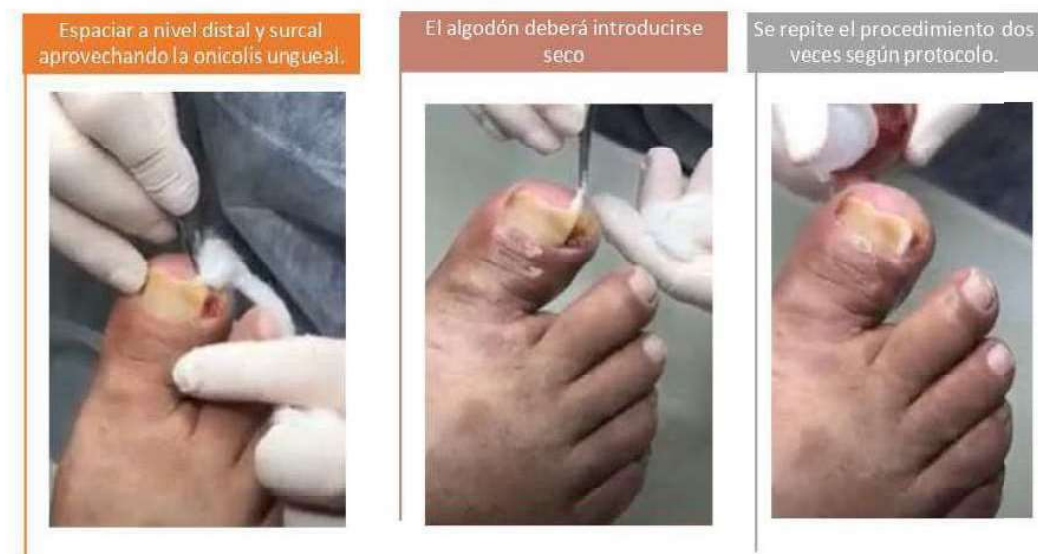 Espaciar a nivel distal y surcal
aprovechando la onicolis ungueal.
El algodón deberá introducirse
seco
Se repite el procedimiento dos
veces según protocolo.